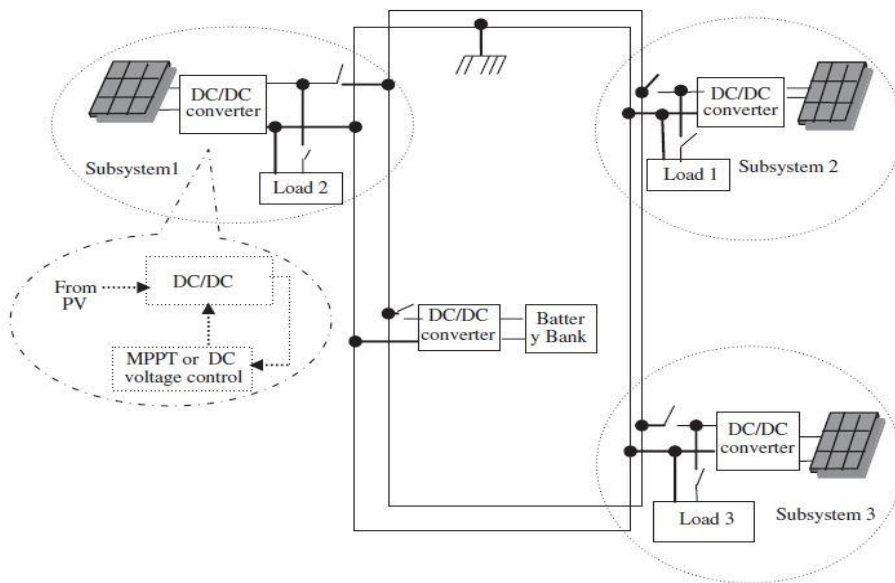 DC/DC
converter
Subsystem1
Load 2
DC/DC
converter
Load 1
Subsystem 2
From
PV
DC/DC
MPPT or DC
voltage control
DC/DC
converter
Batter
y Bank
DC/DC
converter
Load 3
Subsystem 3